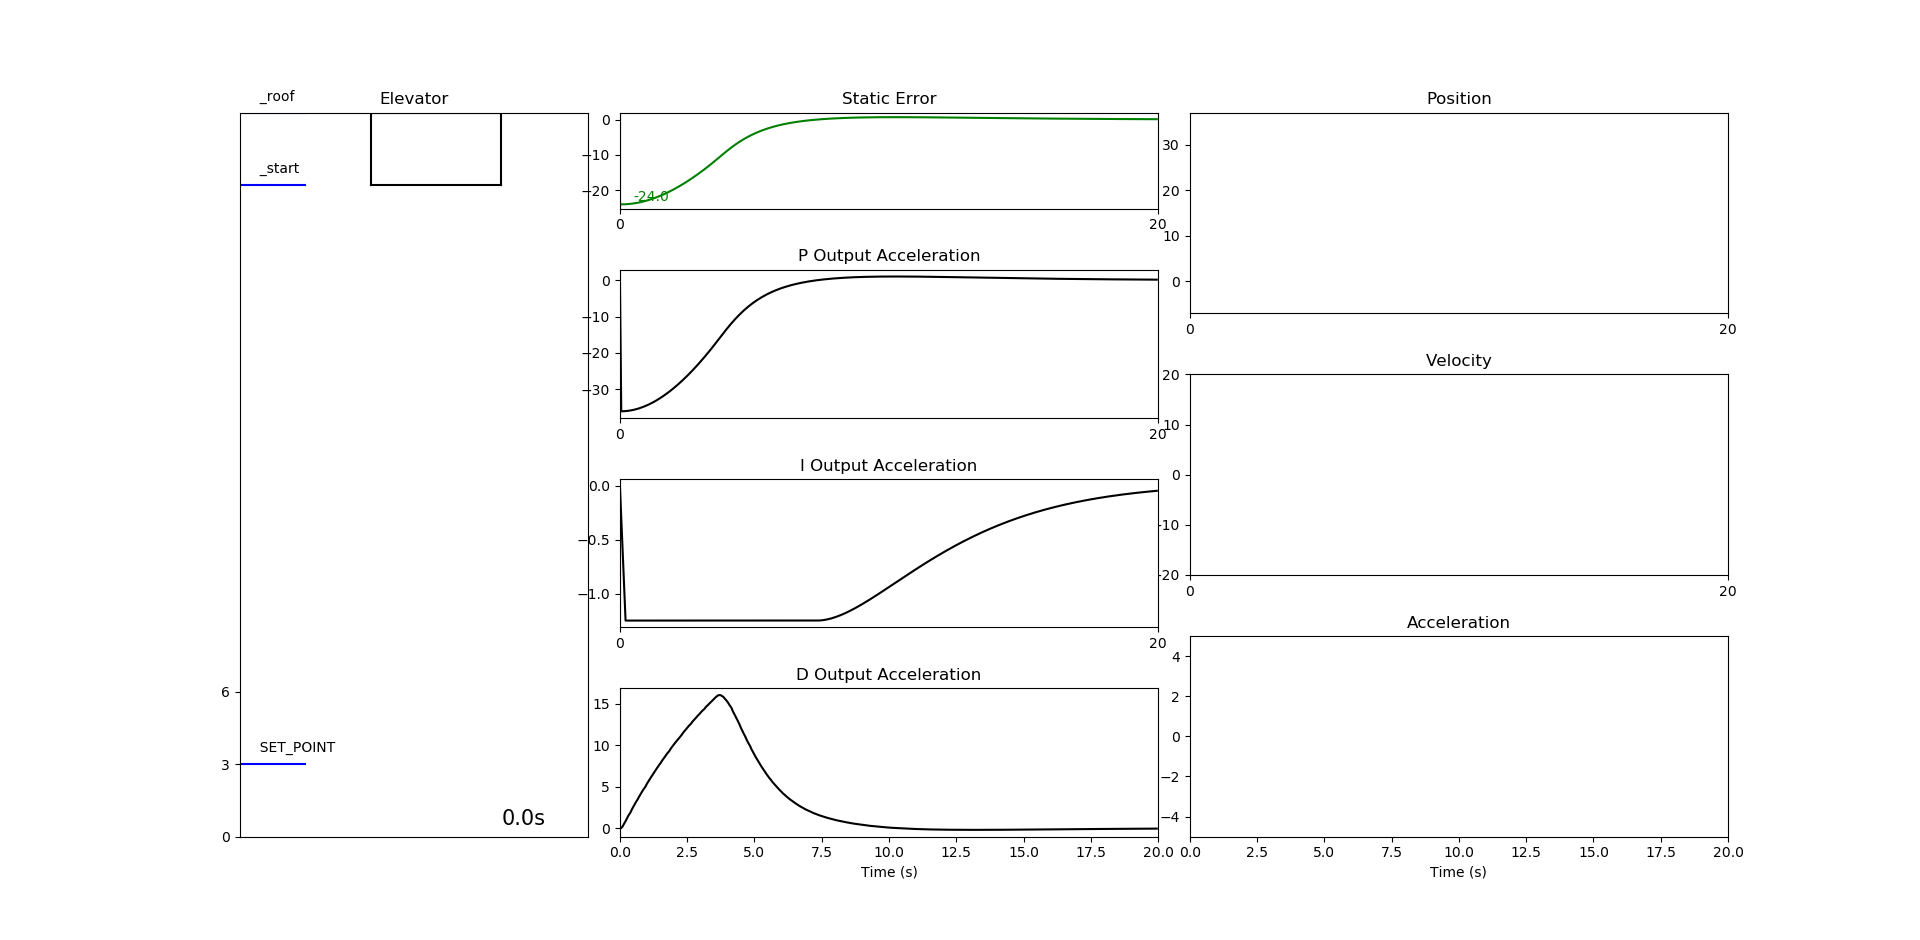 _roof
Elevator
_start
6
SET_POINT
3
0.0s
0
Static Error
0
−10
−20
-24.0
0 20
P Output Acceleration
0
−10
−20
−30
0 20
I Output Acceleration
0.0
−0.5
−1.0
0 20
D Output Acceleration
15
10
5
0
0.0 2.5 5.0 7.5 10.0 12.5 15.0 17.5 20.0
Time (s)
Position
30
20
10
0
0 20
Velocity
20
10
0
−10
−20
0 20
Acceleration
4
2
0
−2
−4
0.0 2.5 5.0 7.5 10.0 12.5 15.0 17.5 20.0
Time (s)